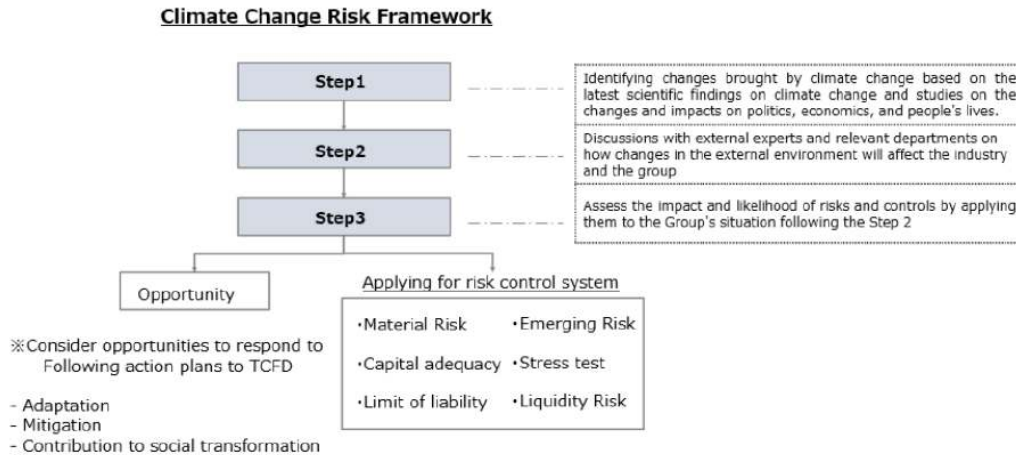 Climate Change Risk Framework
Step1
Identifying changes brought by climate change based on the
latest scientific findings on climate change and studies on the
changes and impacts on politics, economics, and people's lives.
Step2
Discussions with external experts and relevant departments on
how changes in the external environment will affect the industry
and the group
Step3
Assess the impact and likelihood of risks and controls by applying
them to the Group's situation following the Step 2
Opportunity
※Consider opportunities to respond to
Following action plans to TCFD
- Adaptation
- Mitigation
- Contribution to social transformation
Applying for risk control system
・Material Risk ・Emerging Risk
・Capital adequacy ・Stress test
・Limit of liability ・Liquidity Risk